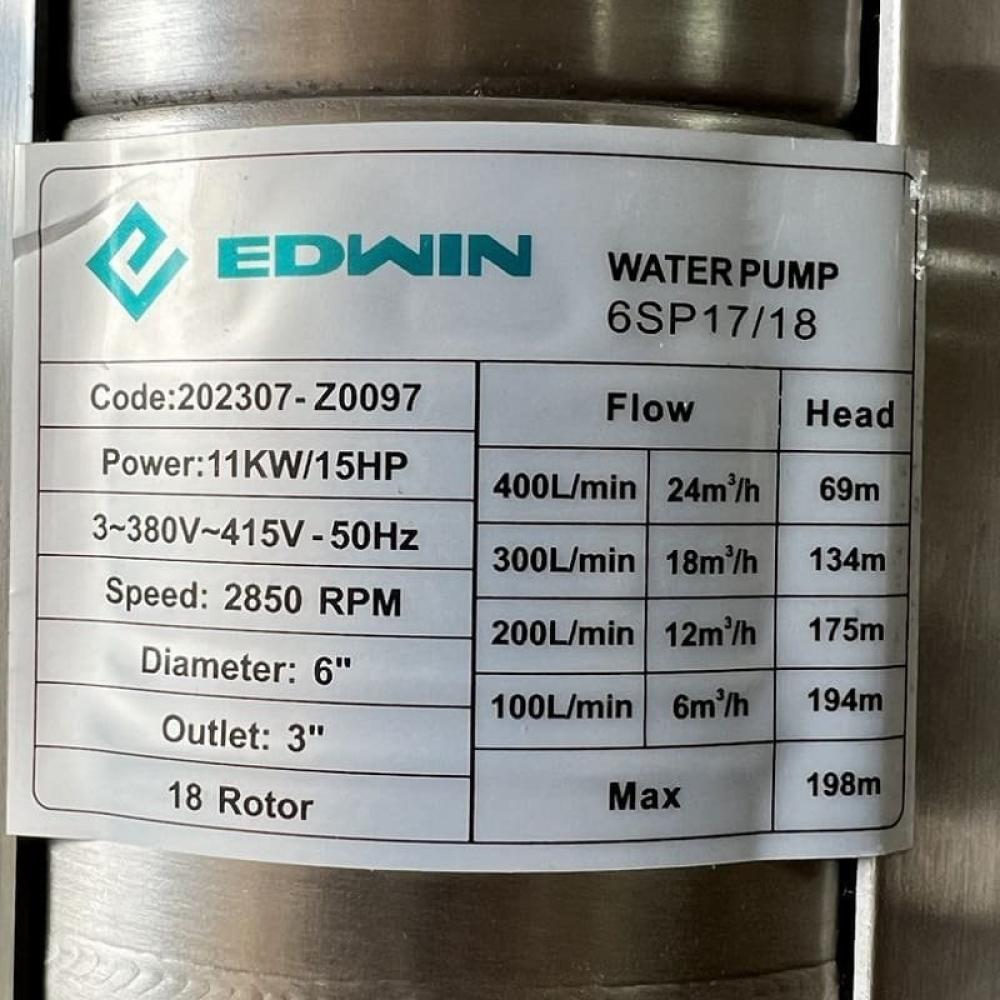 EDWIN
WATER PUMP
6SP17/18
Code:202307-Z0097
Power:11KW/15HP
3~380V~415V-50Hz
Speed: 2850 RPM
Diameter: 6"
Outlet: 3"
18 Rotor
Flow Head
400L/min 24m³/h 69m
300L/min 18m³/h 134m
200L/min 12m³/h 175m
100L/min 6m³/h 194m
Max 198m